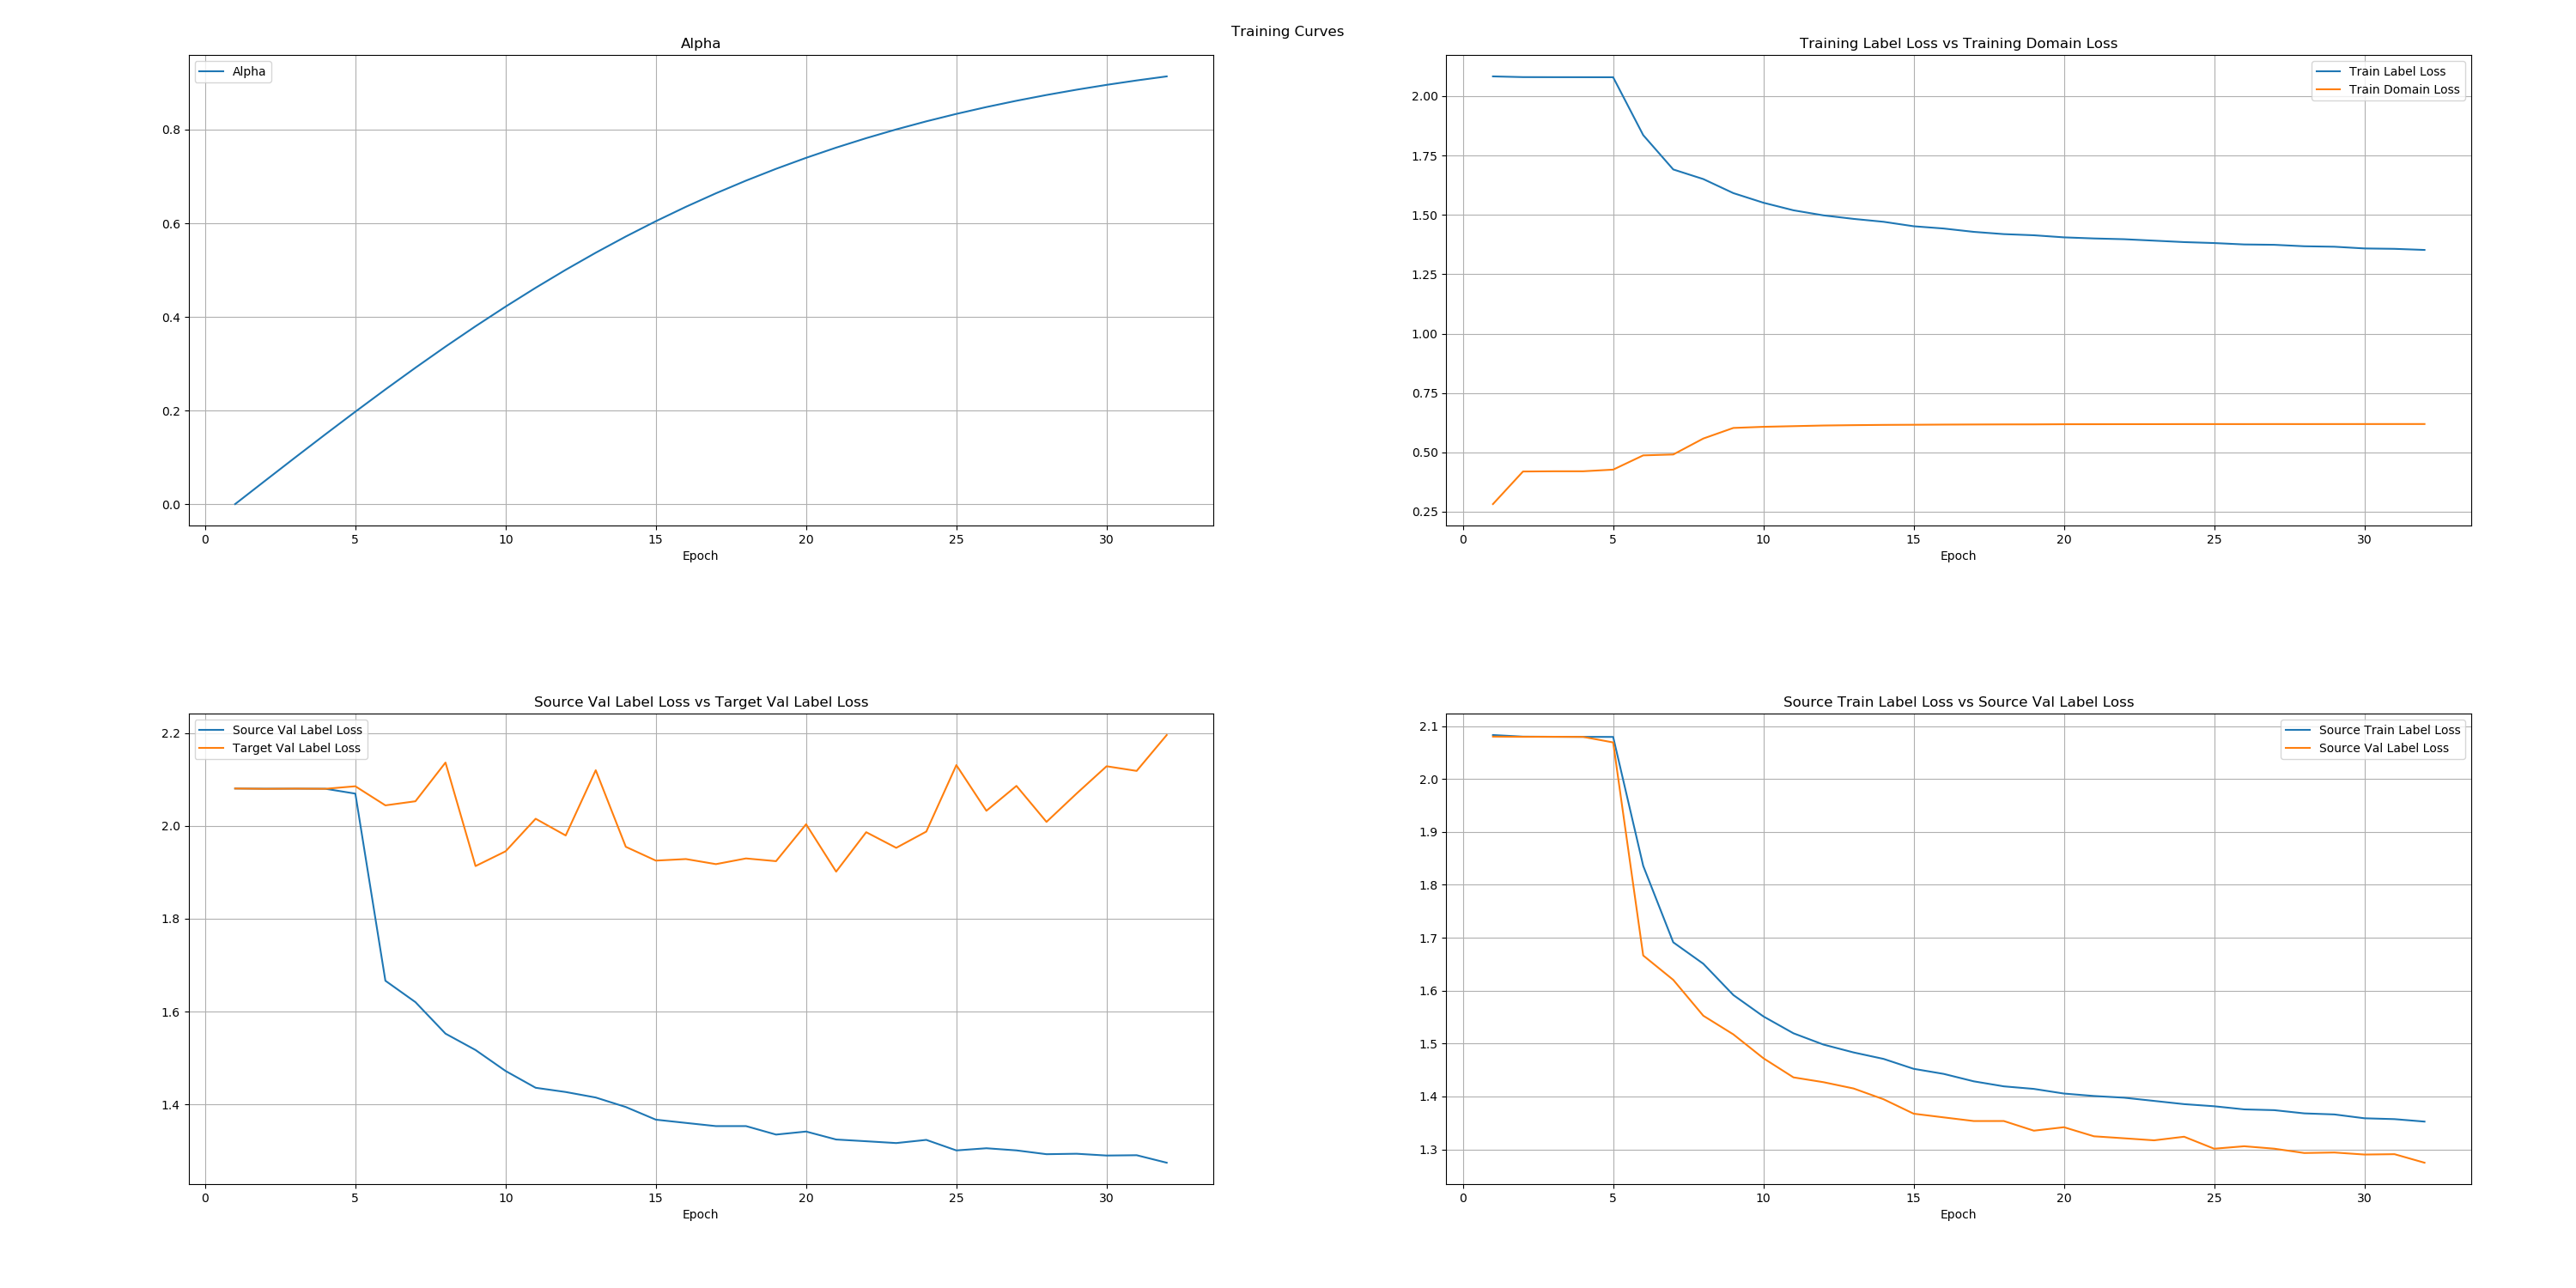 Training Curves
Alpha
Alpha
0.8
0.6
0.4
0.2
0.0
0 5 10 15 20 25 30
Epoch
Training Label Loss vs Training Domain Loss
Train Label Loss
Train Domain Loss
2.00
1.75
1.50
1.25
1.00
0.75
0.50
0.25
0 5 10 15 20 25 30
Epoch
Source Val Label Loss vs Target Val Label Loss
Source Val Label Loss
Target Val Label Loss
2.2
2.0
1.8
1.6
1.4
0 5 10 15 20 25 30
Epoch
Source Train Label Loss vs Source Val Label Loss
Source Train Label Loss
Source Val Label Loss
2.1
2.0
1.9
1.8
1.7
1.6
1.5
1.4
1.3
0 5 10 15 20 25 30
Epoch